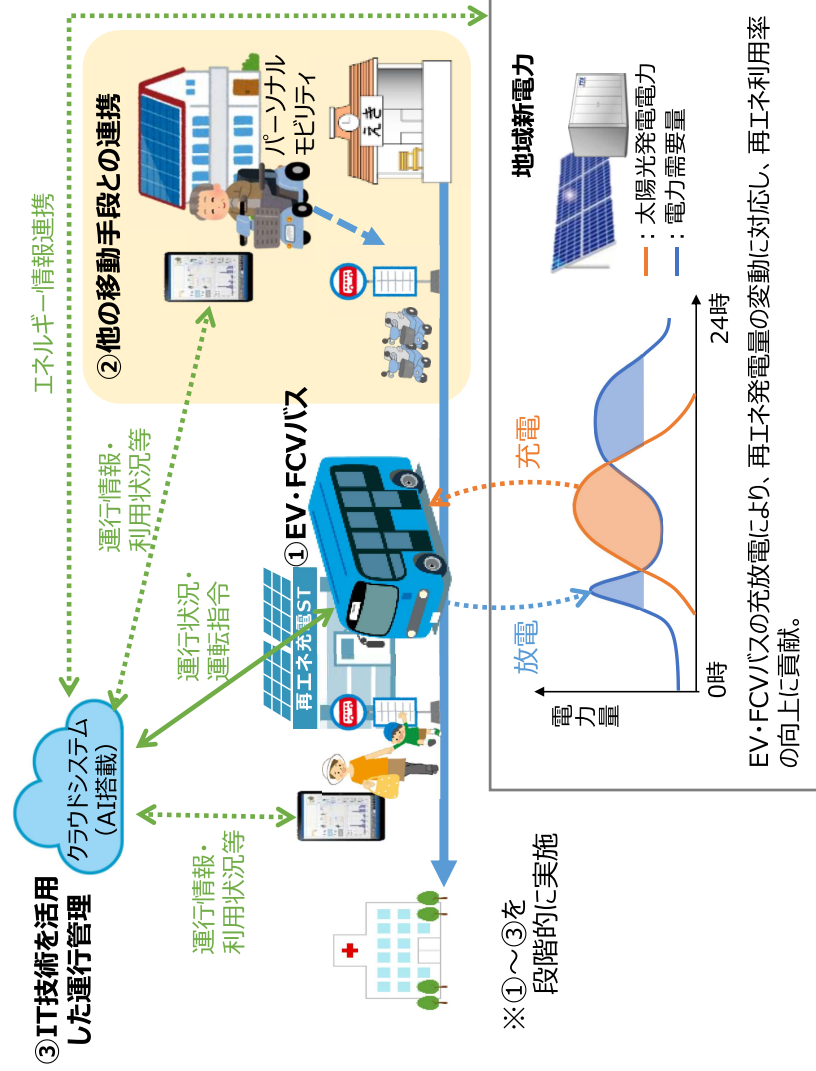 ③IT技術を活用
した運行管理
クラウドシステム
（AI搭載）
エネルギー情報連携
運行情報・
利用状況等
運行状況・
運転指令
運行情報・
利用状況等
②他の移動手段との連携
パーソナル
モビリティ
えき
①EV・FCVバス
再エネ充電ST
※①～③を
段階的に実施
放電
充電
地域新電力
：太陽光発電電力
：電力需要量
電力量
0時
24時
EV・FCVバスの充放電により、再エネ発電量の変動に対応し、再エネ利用率
の向上に貢献。